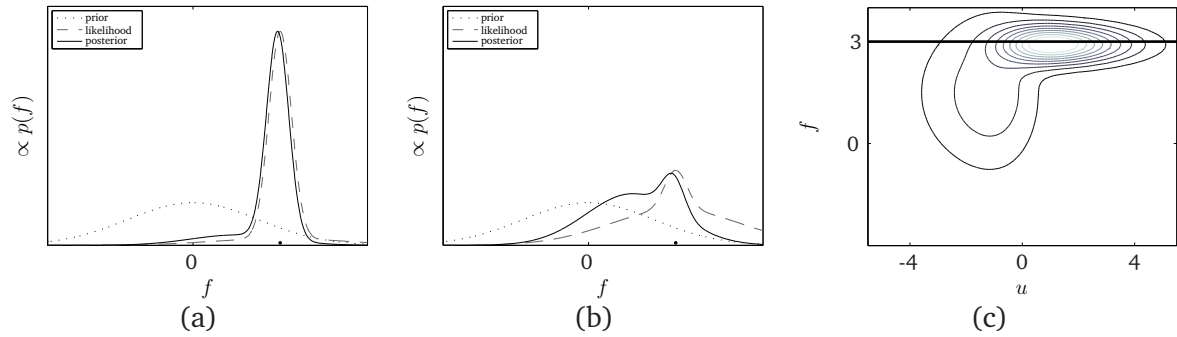 prior
likelihood
posterior
∝ p(f)
0
f
(a)
prior
likelihood
posterior
∝ p(f)
0
f
(b)
f
3
0
-4
0
4
u
(c)